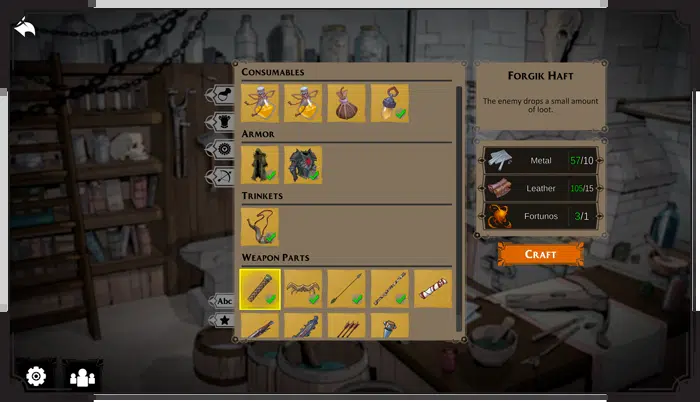 Consumables
Armor
Trinkets
Weapon Parts
Abc
Forgik Haft
The enemy drops a small amount
of loot.
Metal 57/10
Leather 105/15
Fortunos 3/1
Craft